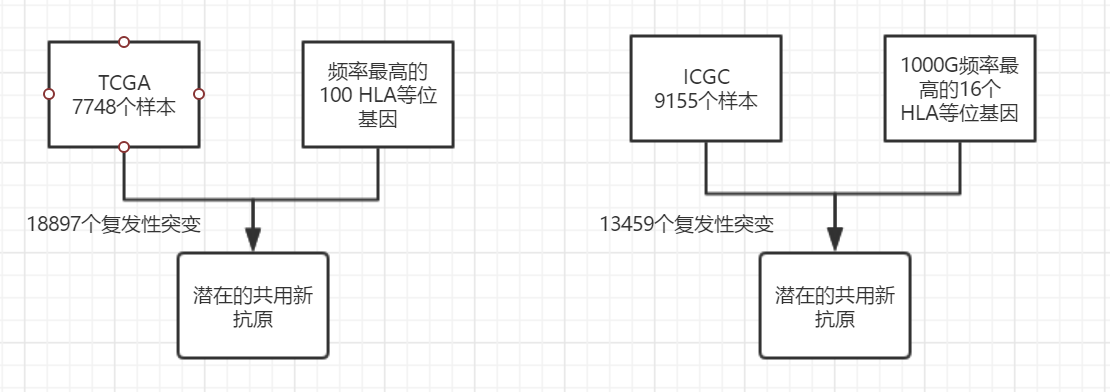 TCGA
7748个样本
频率最高的
100 HLA等位
基因
18897个复发性突变
潜在的共用新
抗原
ICGC
9155个样本
1000G频率最
高的16个
HLA等位基因
13459个复发性突变
潜在的共用新
抗原